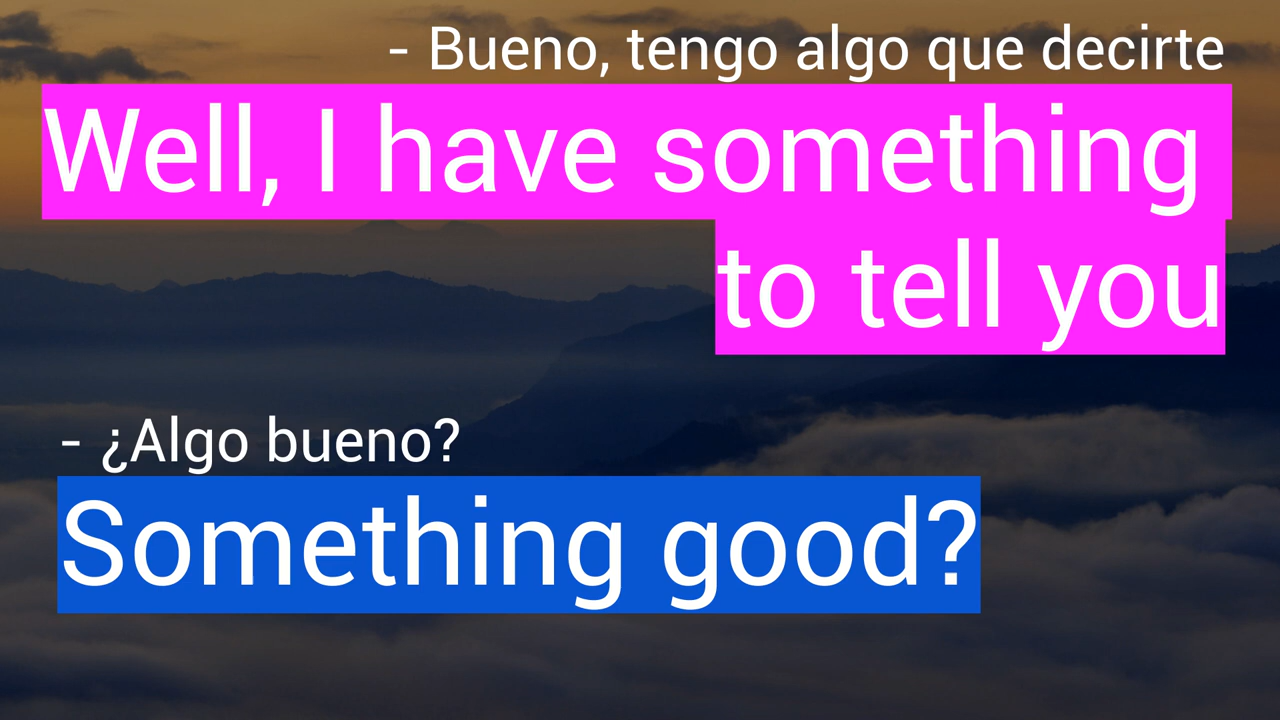 - Bueno, tengo algo que decirte
Well, I have something
to tell you
- ¿Algo bueno?
Something good?